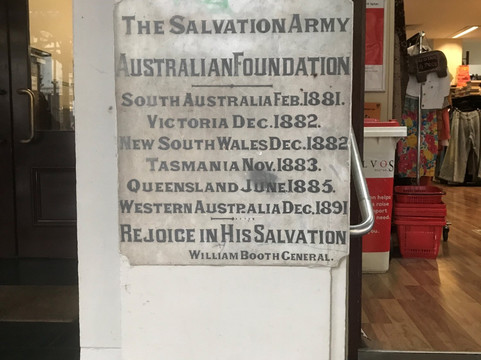 The Salvation Army
Australian Foundation
South Australia Feb. 1881.
Victoria Dec. 1882.
New South Wales Dec. 1882
Tasmania Nov. 1883.
Queensland June 1885.
Western Australia Dec. 1891
Rejoice in His Salvation
William Booth General.